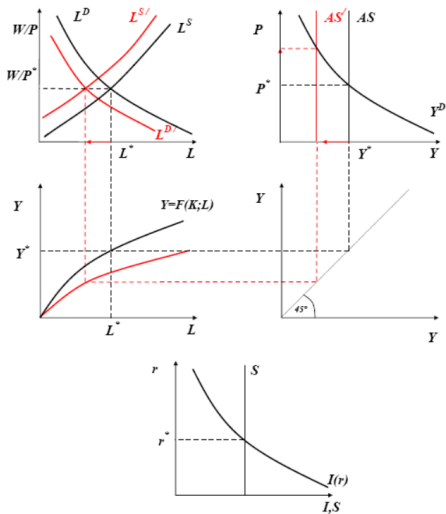 W/P
L^D
L^{S/}
L^S
W/P*
L^{D/}
L*
L
P
AS/
AS
P*
Y^D
Y*
Y
Y
Y=F(K;L)
Y*
L*
L
Y
45°
Y
r
S
r*
I(r)
I,S